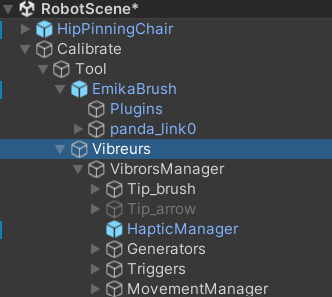 RobotScene*
HipPinningChair
Calibrate
Tool
EmikaBrush
Plugins
panda_link0
Vibreurs
VibrorsManager
Tip_brush
Tip_arrow
HapticManager
Generators
Triggers
MovementManager